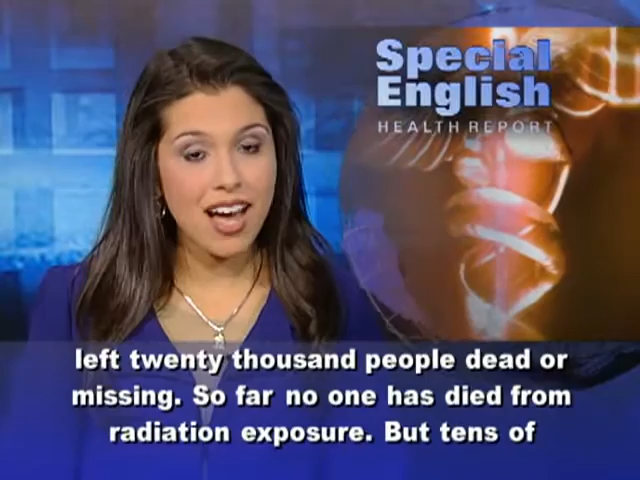 Special
English
HEALTH REPORT
left twenty thousand people dead or
missing. So far no one has died from
radiation exposure. But tens of